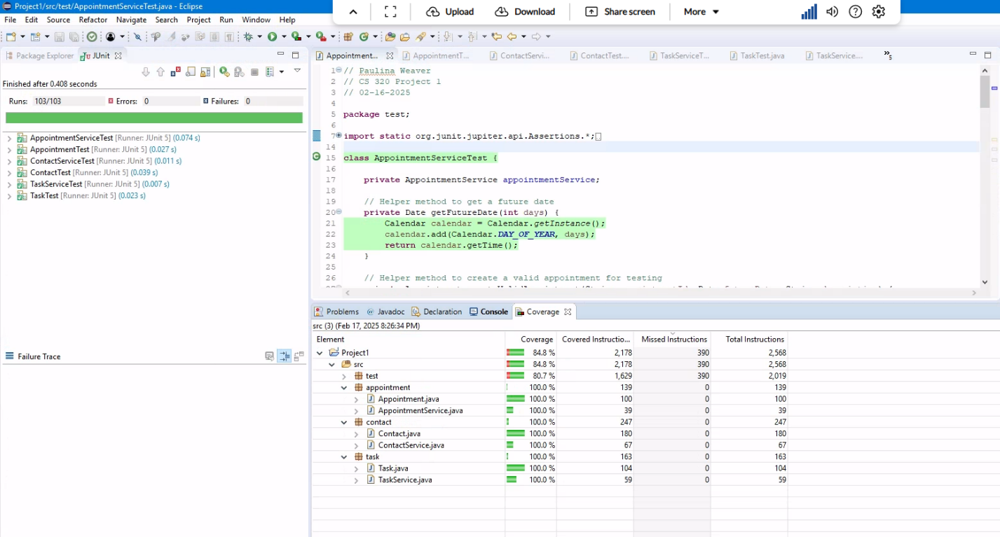 Project1/src/test/AppointmentServiceTest.java - Eclipse
Upload Download Share screen More
File Edit Source Refactor Navigate Search Project Run Window Help
Package Explorer JUnit
Finished after 0.408 seconds
Runs: 103/103 Errors: 0 Failures: 0
AppointmentServiceTest [Runner: JUnit 5] (0.074 s)
AppointmentTest [Runner: JUnit 5] (0.027 s)
ContactServiceTest [Runner: JUnit 5] (0.011 s)
ContactTest [Runner: JUnit 5] (0.039 s)
TaskServiceTest [Runner: JUnit 5] (0.007 s)
TaskTest [Runner: JUnit 5] (0.023 s)
Failure Trace
Appointment... AppointmentT... ContactServi... ContactTest.... TaskServiceT... TaskTest.java TaskService.... »5
1 // Paulina Weaver
2 // CS 320 Project 1
3 // 02-16-2025
4
5 package test;
6
7 import static org.junit.jupiter.api.Assertions.*;
14
15 class AppointmentServiceTest {
16
17 private AppointmentService appointmentService;
18
19 // Helper method to get a future date
20 private Date getFutureDate(int days) {
21 Calendar calendar = Calendar.getInstance();
22 calendar.add(Calendar.DAY_OF_YEAR, days);
23 return calendar.getTime();
24 }
25
26 // Helper method to create a valid appointment for testing
Problems Javadoc Declaration Console Coverage
src (3) (Feb 17, 2025 8:26:34 PM)
Element Coverage Covered Instructio... Missed Instructions Total Instructions
Project1 84.8 % 2,178 390 2,568
src 84.8 % 2,178 390 2,568
test 80.7 % 1,629 390 2,019
appointment 100.0 % 139 0 139
Appointment.java 100.0 % 100 0 100
AppointmentService.java 100.0 % 39 0 39
contact 100.0 % 247 0 247
Contact.java 100.0 % 180 0 180
ContactService.java 100.0 % 67 0 67
task 100.0 % 163 0 163
Task.java 100.0 % 104 0 104
TaskService.java 100.0 % 59 0 59